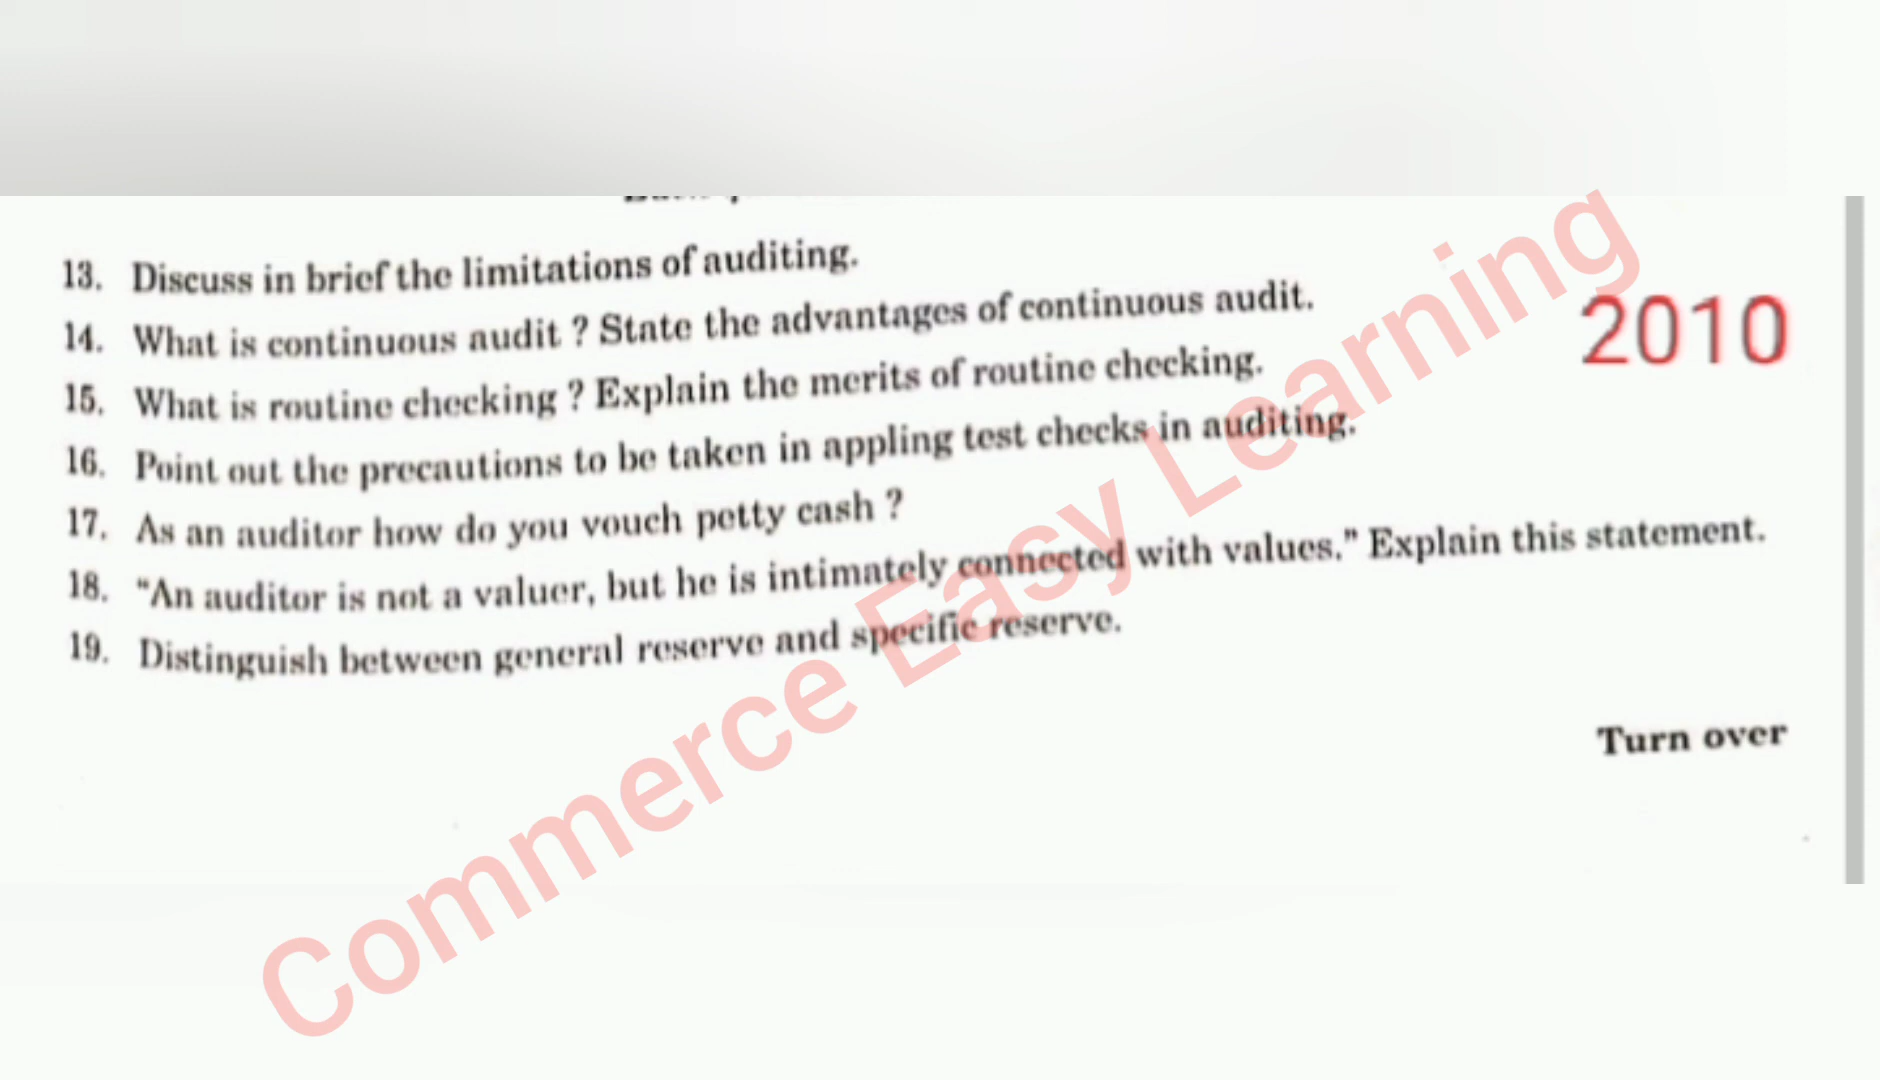 13. Discuss in brief the limitations of auditing.
14. What is continuous audit ? State the advantages of continuous audit.
2010
15. What is routine checking ? Explain the merits of routine checking.
16. Point out the precautions to be taken in appling test checks in auditing.
17. As an auditor how do you vouch petty cash ?
18. “An auditor is not a valuer, but he is intimately connected with values.” Explain this statement.
19. Distinguish between general reserve and specific reserve.
Turn over
Commerce Easy Learning